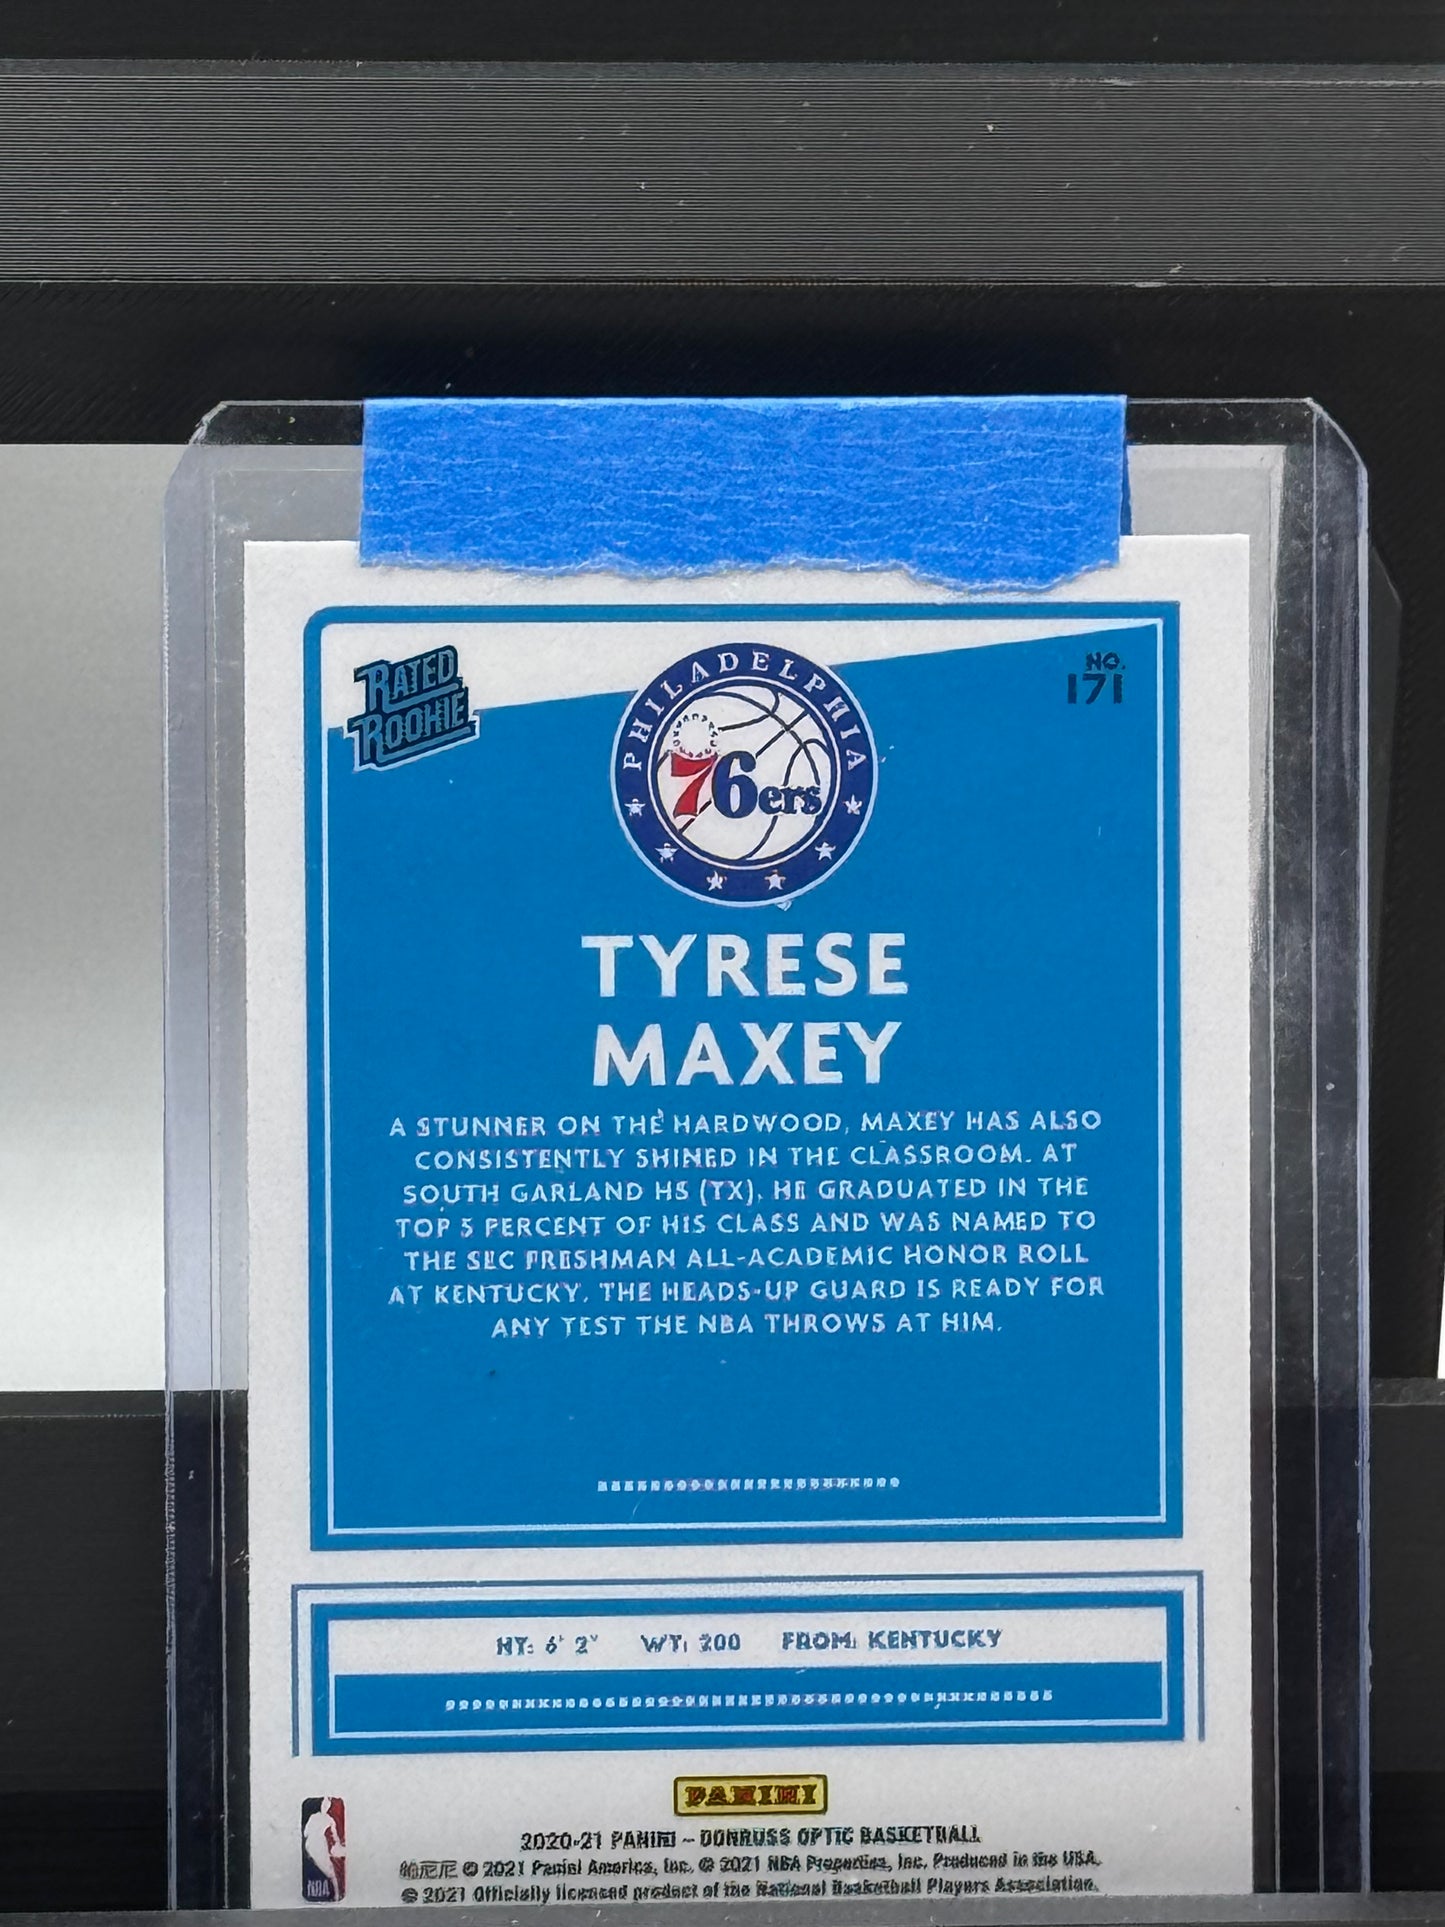 RATED
ROOKIE
PHILADELPHIA
76ers
NO.
171
TYRESE
MAXEY
A STUNNER ON THE HARDWOOD, MAXEY HAS ALSO
CONSISTENTLY SHINED IN THE CLASSROOM. AT
SOUTH GARLAND HS (TX), HE GRADUATED IN THE
TOP 5 PERCENT OF HIS CLASS AND WAS NAMED TO
THE SEC FRESHMAN ALL-ACADEMIC HONOR ROLL
AT KENTUCKY. THE HEADS-UP GUARD IS READY FOR
ANY TEST THE NBA THROWS AT HIM.
HT: 6' 2" WT: 200 FROM: KENTUCKY
PANINI
2020-21 PANINI – DONRUSS OPTIC BASKETBALL
© 2021 Panini America, Inc. © 2021 NBA Properties, Inc. Produced in the USA.
© 2021 Officially licensed product of the National Basketball Players Association.
NBA